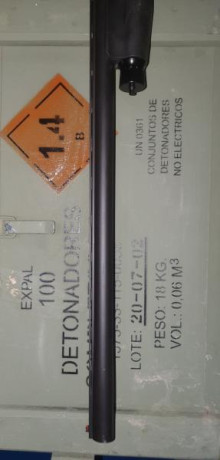 1.4
B
EXPAL
100
DETONADORES
UN 0361
CONJUNTOS DE
DETONADORES
NO ELECTRICOS
LOTE: 20-07-02
PESO: 18 KG.
VOL.: 0,06 M³